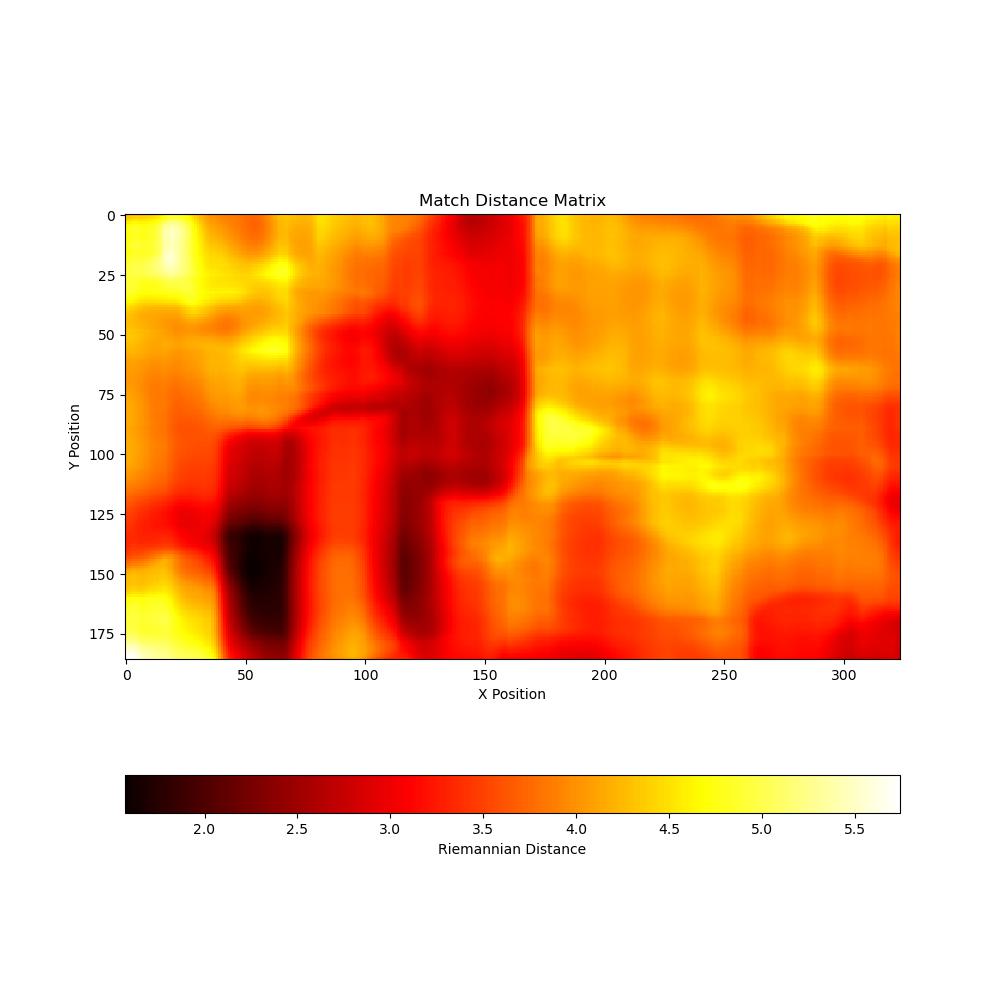 Match Distance Matrix
0
25
50
75
100
125
150
175
Y Position
0 50 100 150 200 250 300
X Position
2.0 2.5 3.0 3.5 4.0 4.5 5.0 5.5
Riemannian Distance